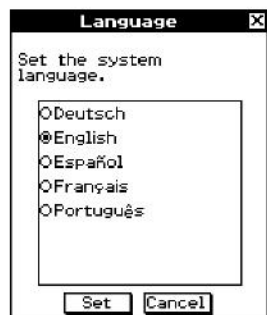 Language X
Set the system
language.
Deutsch
English
Español
Français
Português
Set Cancel